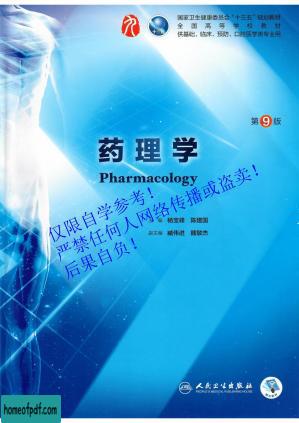 国家卫生健康委员会"十三五"规划教材
全国高等学校教材
供基础、临床、预防、口腔医学类专业用
第9版
药理学
Pharmacology
主编 杨宝峰 陈建国
副主编 臧伟进 魏敏杰
仅限自学参考!
严禁任何人网络传播或卖卖!
后果自负!
人民卫生出版社
homeofpdf.com